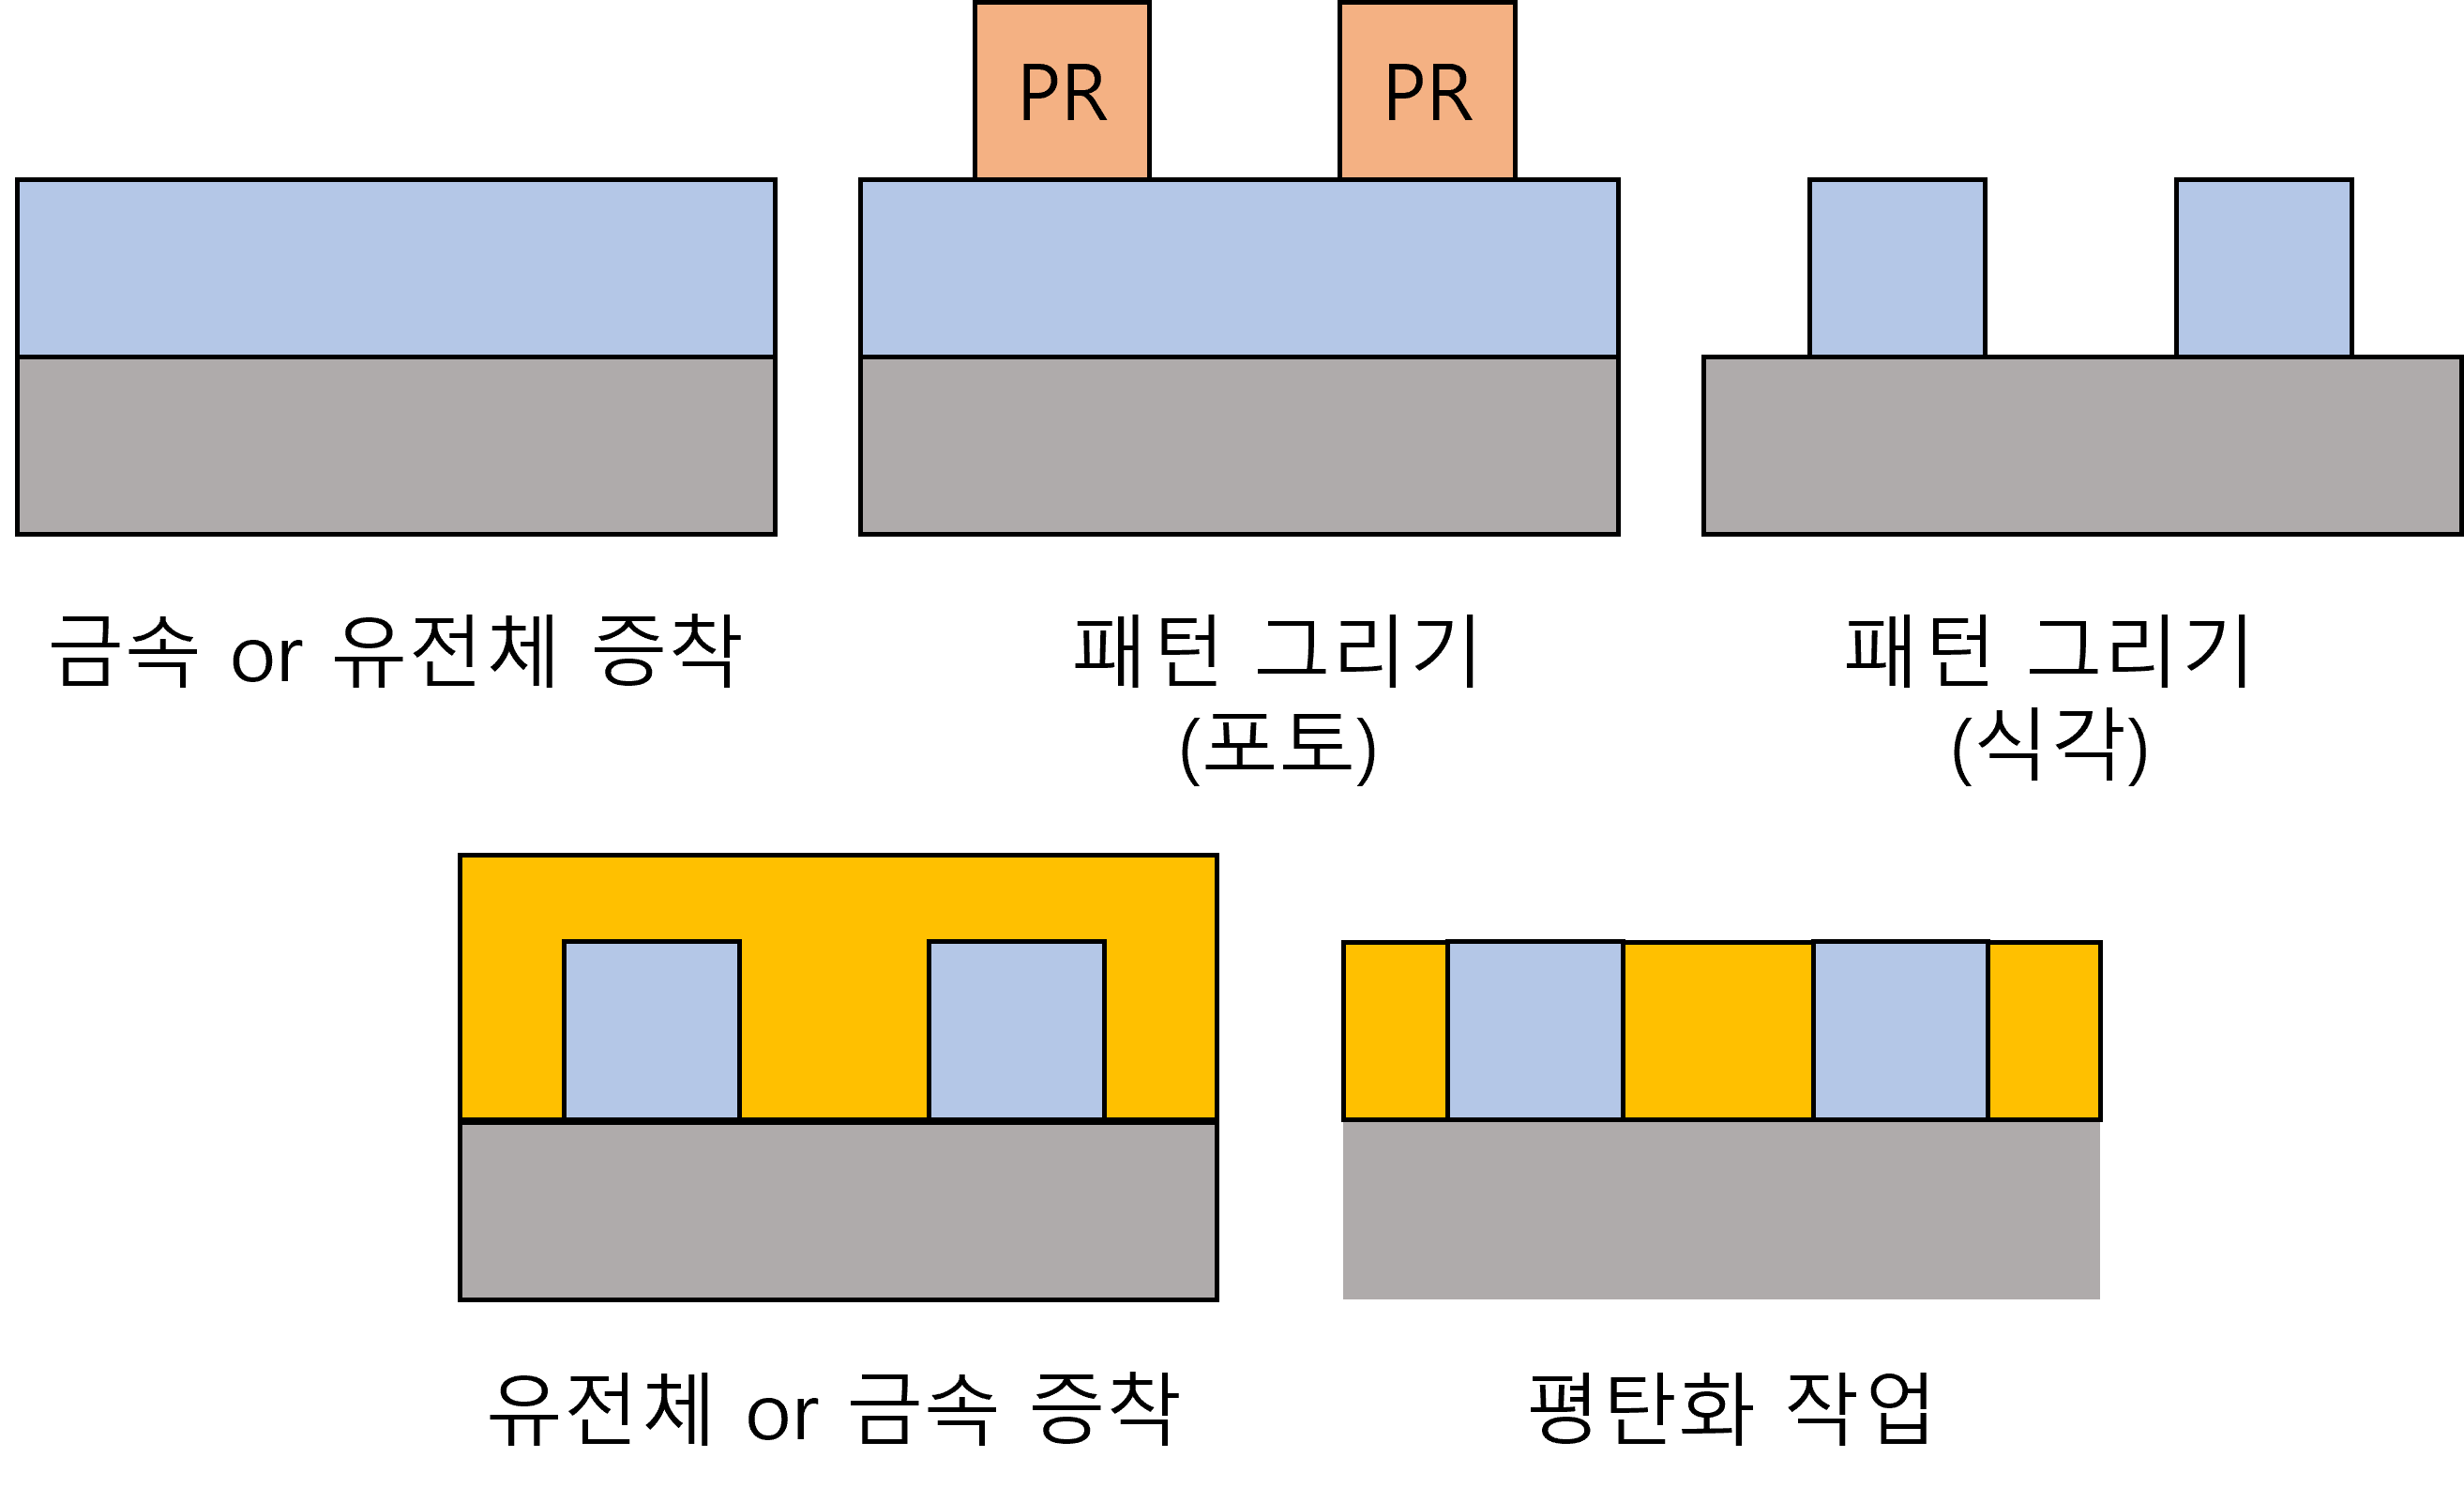 PR
PR
금속 or 유전체 증착
패턴 그리기
(포토)
패턴 그리기
(식각)
유전체 or 금속 증착
평탄화 작업